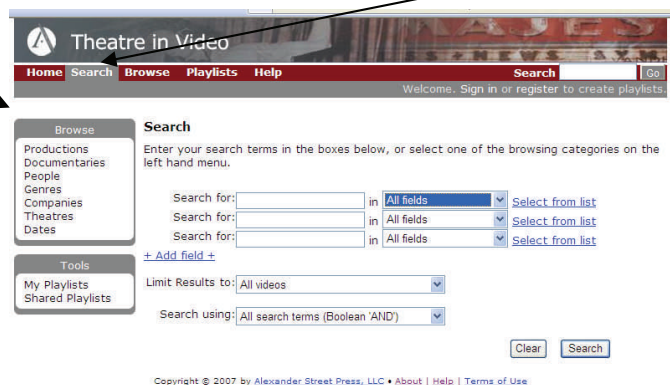 Theatre in Video
Home Search Browse Playlists Help Search Go
Welcome. Sign in or register to create playlists.
Browse
Productions
Documentaries
People
Genres
Companies
Theatres
Dates
Tools
My Playlists
Shared Playlists
Search
Enter your search terms in the boxes below, or select one of the browsing categories on the
left hand menu.
Search for: in All fields Select from list
Search for: in All fields Select from list
Search for: in All fields Select from list
+ Add field +
Limit Results to: All videos
Search using: All search terms (Boolean 'AND')
Clear Search
Copyright © 2007 by Alexander Street Press, LLC • About | Help | Terms of Use